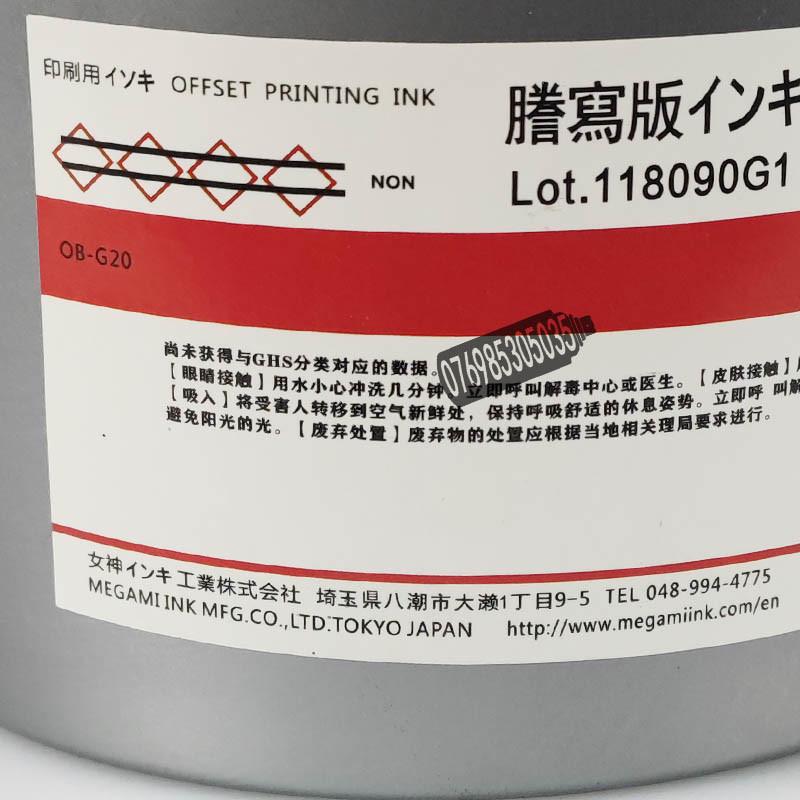 印刷用イソキ OFFSET PRINTING INK
謄寫版インキ
NON
Lot.118090G1
OB-G20
尚未获得与GHS分类对应的数据。
【眼睛接触】用水小心冲洗几分钟 立即呼叫解毒中心或医生。【皮肤接触】
076985305035
【吸入】将受害人转移到空气新鲜处，保持呼吸舒适的休息姿势。立即呼 叫解
避免阳光的光。【废弃处置】废弃物的处置应根据当地相关理局要求进行。
女神インキ工業株式会社 埼玉県八潮市大瀬1丁目9-5 TEL 048-994-4775
MEGAMI INK MFG.CO.,LTD.TOKYO JAPAN http://www.megamiink.com/en